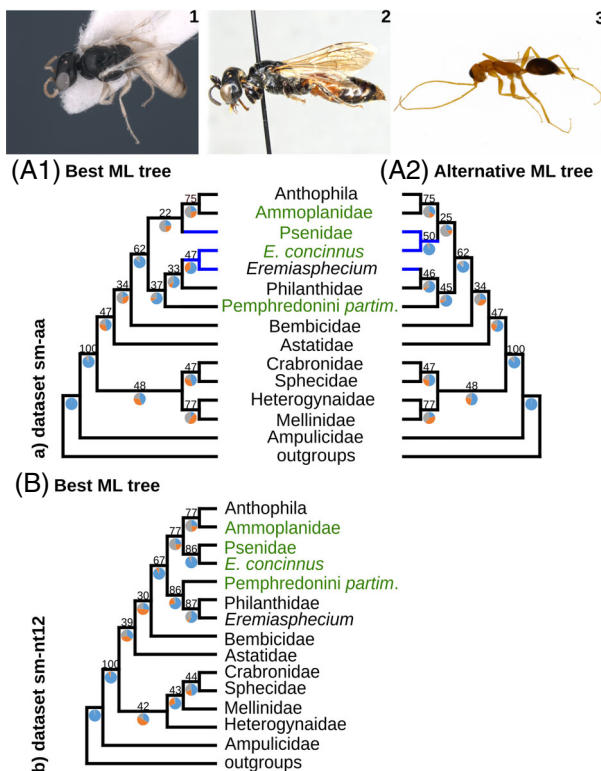 1
2
3
(A1) Best ML tree
(A2) Alternative ML tree
a) dataset sm-aa
Anthophila
Ammoplanidae
Psenidae
E. concinnus
Eremiasphecium
Philanthidae
Pemphredonini partim.
Bembicidae
Astatidae
Crabronidae
Sphecidae
Heterogynaidae
Mellinidae
Ampulicidae
outgroups
75
22
62
47
33
37
34
47
100
47
48
77
75
25
50
62
46
45
34
47
100
47
48
77
(B) Best ML tree
b) dataset sm-nt12
Anthophila
Ammoplanidae
Psenidae
E. concinnus
Pemphredonini partim.
Philanthidae
Eremiasphecium
Bembicidae
Astatidae
Crabronidae
Sphecidae
Mellinidae
Heterogynaidae
Ampulicidae
outgroups
77
77
86
67
86
87
30
39
100
44
43
42